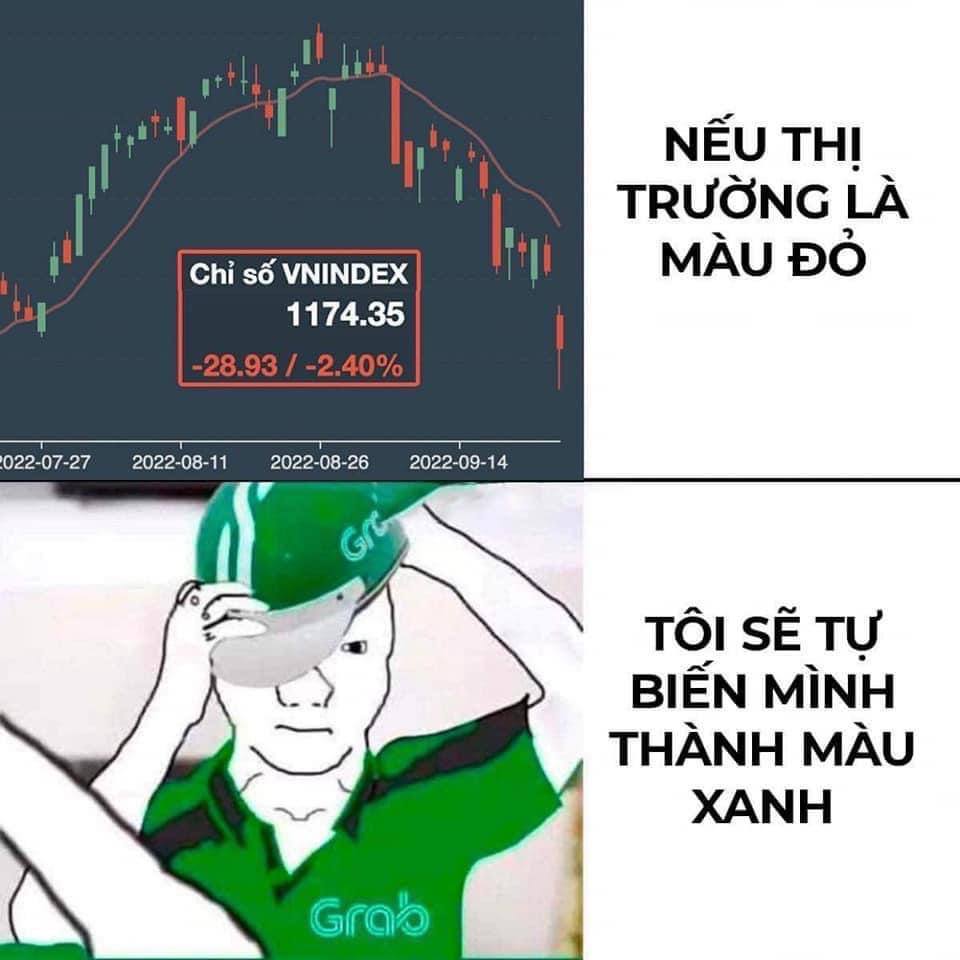 NẾU THỊ
TRƯỜNG LÀ
MÀU ĐỎ
Chỉ số VNINDEX
1174.35
-28.93 / -2.40%
2022-07-27
2022-08-11
2022-08-26
2022-09-14
TÔI SẼ TỰ
BIẾN MÌNH
THÀNH MÀU
XANH
Gra
Grab